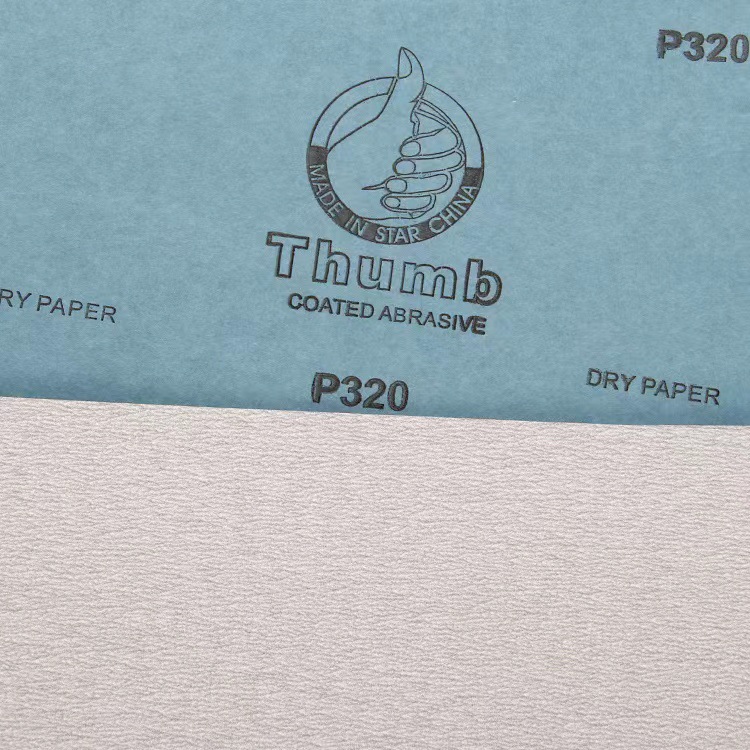 P320
MADE IN STAR CHINA
Thumb
COATED ABRASIVE
RY PAPER
P320
DRY PAPER